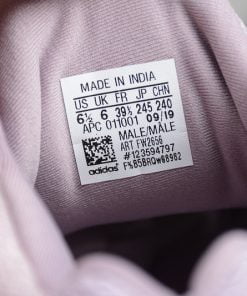 MADE IN INDIA
US UK FR JP CHN
6½ 6 39⅓ 245 240
APC 011001 09/19
MALE/MALE
ART FW2656
#123594797
adidas